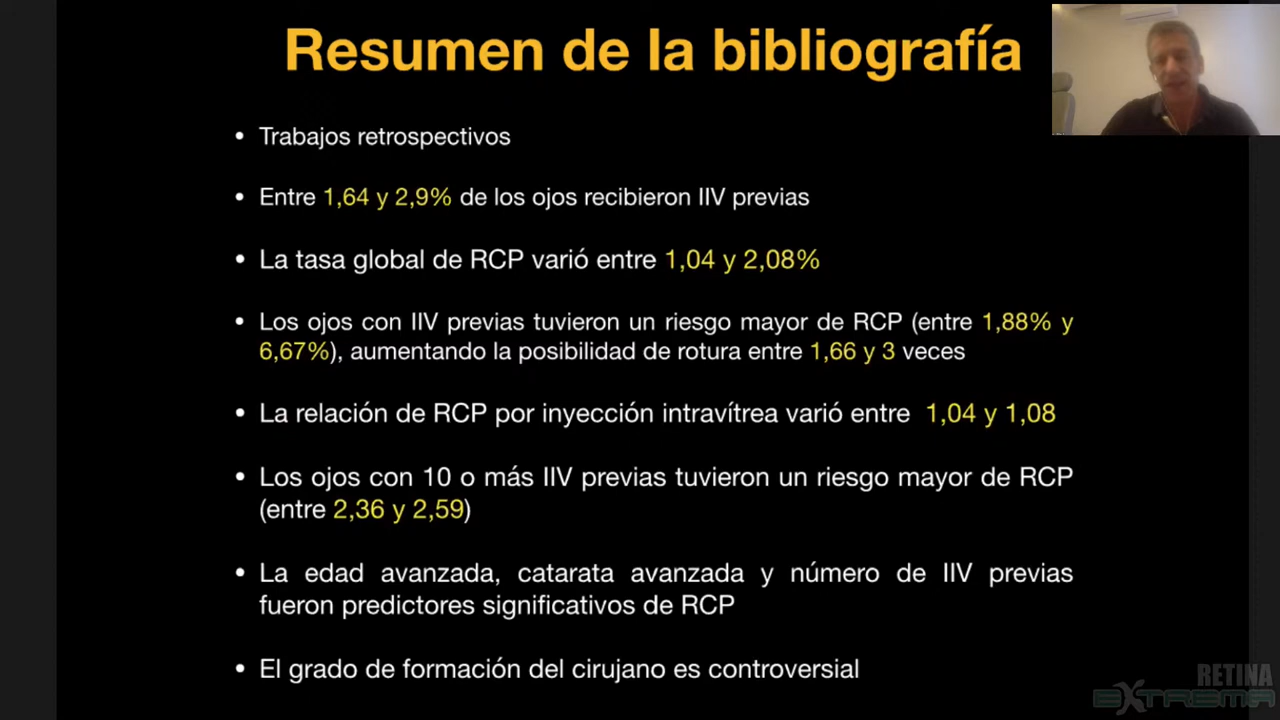 Resumen de la bibliografía
• Trabajos retrospectivos
• Entre 1,64 y 2,9% de los ojos recibieron IIV previas
• La tasa global de RCP varió entre 1,04 y 2,08%
• Los ojos con IIV previas tuvieron un riesgo mayor de RCP (entre 1,88% y
6,67%), aumentando la posibilidad de rotura entre 1,66 y 3 veces
• La relación de RCP por inyección intravítrea varió entre 1,04 y 1,08
• Los ojos con 10 o más IIV previas tuvieron un riesgo mayor de RCP
(entre 2,36 y 2,59)
• La edad avanzada, catarata avanzada y número de IIV previas
fueron predictores significativos de RCP
• El grado de formación del cirujano es controversial
RETINA
EXTREMA